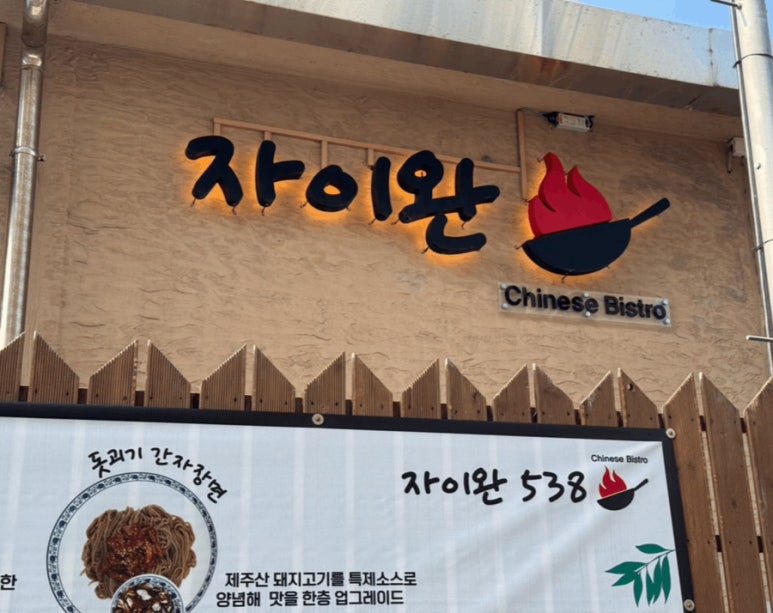 자이완
Chinese Bistro
돗괴기 간자장면
Chinese Bistro
자이완 538
한
제주산 돼지고기를 특제소스로
양념해 맛을 한층 업그레이드